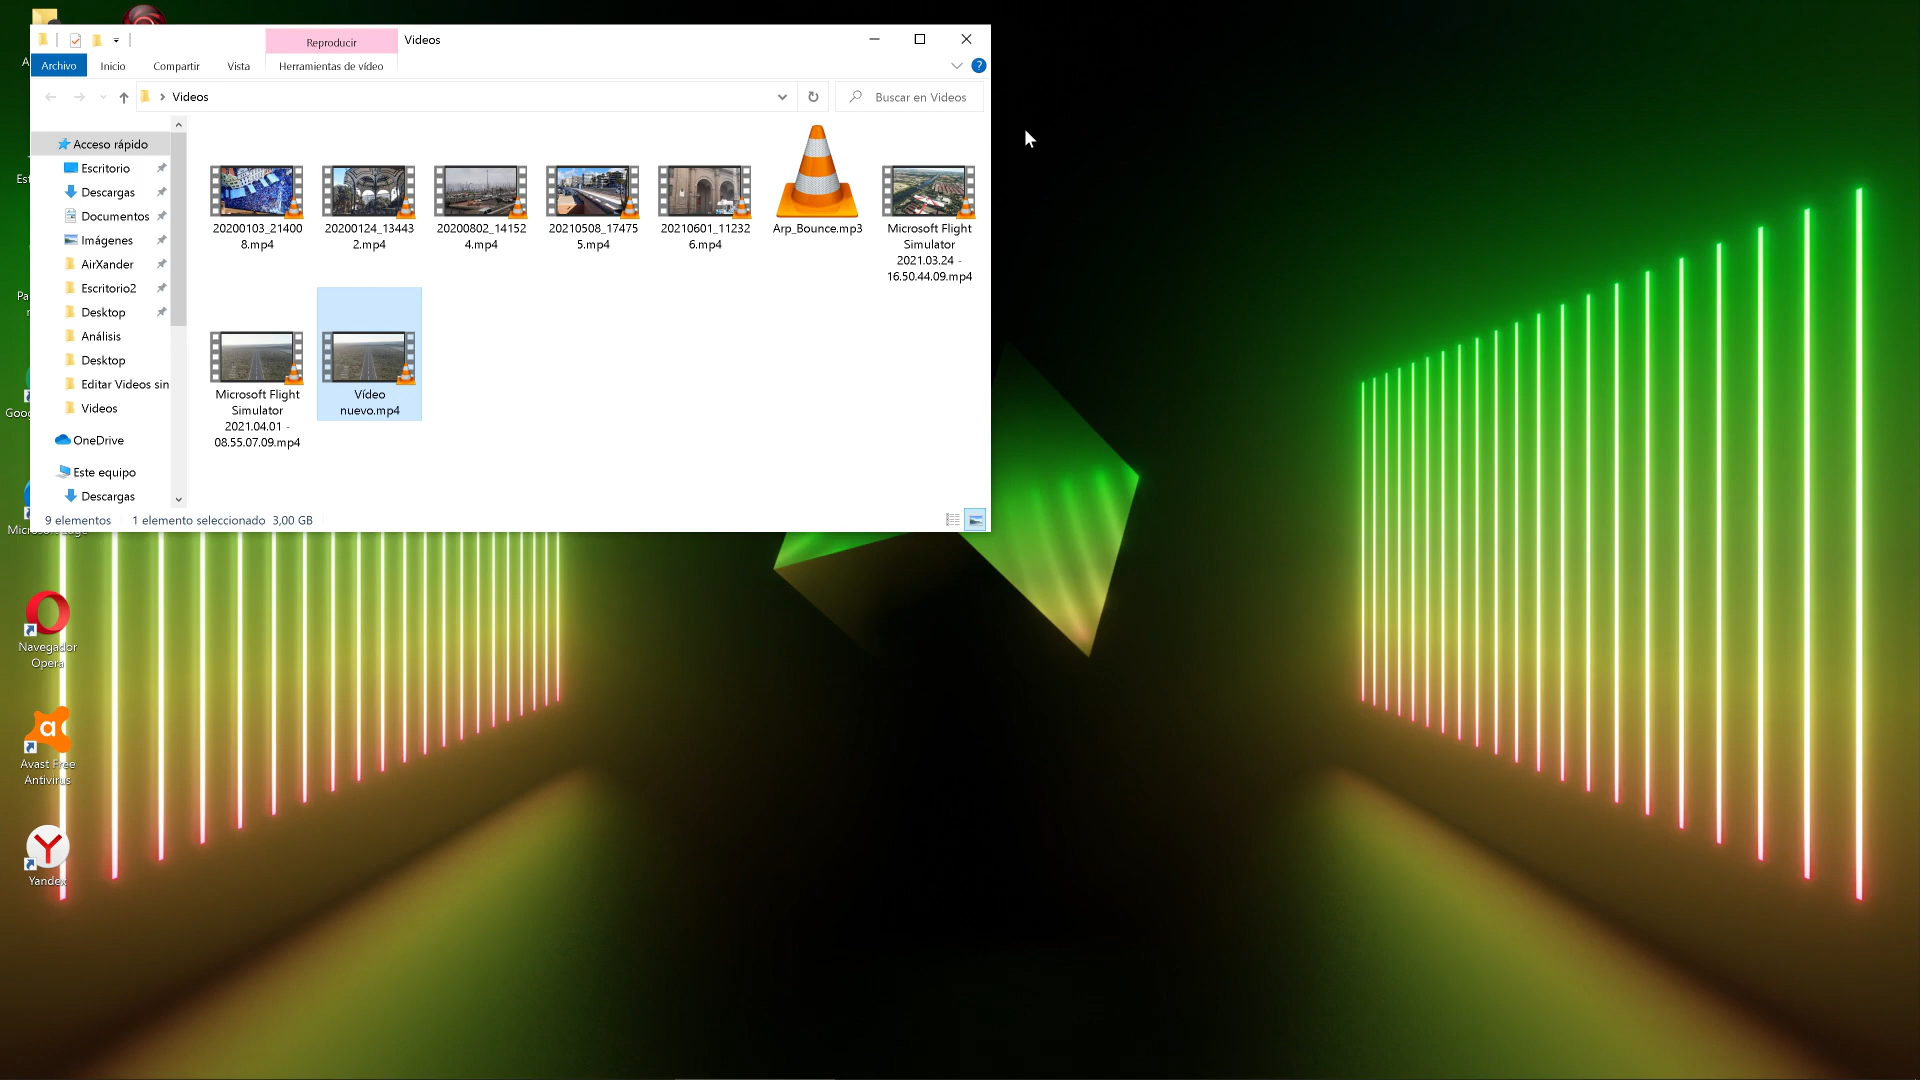 Reproducir
Videos
Archivo
Inicio
Compartir
Vista
Herramientas de vídeo
?
Videos
Buscar en Videos
Acceso rápido
Escritorio
Descargas
Documentos
Imágenes
AirXander
Escritorio2
Desktop
Análisis
Desktop
Editar Videos sin
Videos
OneDrive
Este equipo
Descargas
20200103_21400
8.mp4
20200124_13443
2.mp4
20200802_14152
4.mp4
20210508_17475
5.mp4
20210601_11232
6.mp4
Arp_Bounce.mp3
Microsoft Flight
Simulator
2021.03.24 -
16.50.44.09.mp4
Microsoft Flight
Simulator
2021.04.01 -
08.55.07.09.mp4
Vídeo
nuevo.mp4
9 elementos
1 elemento seleccionado 3,00 GB
Navegador
Opera
Avast Free
Antivirus
Yandex